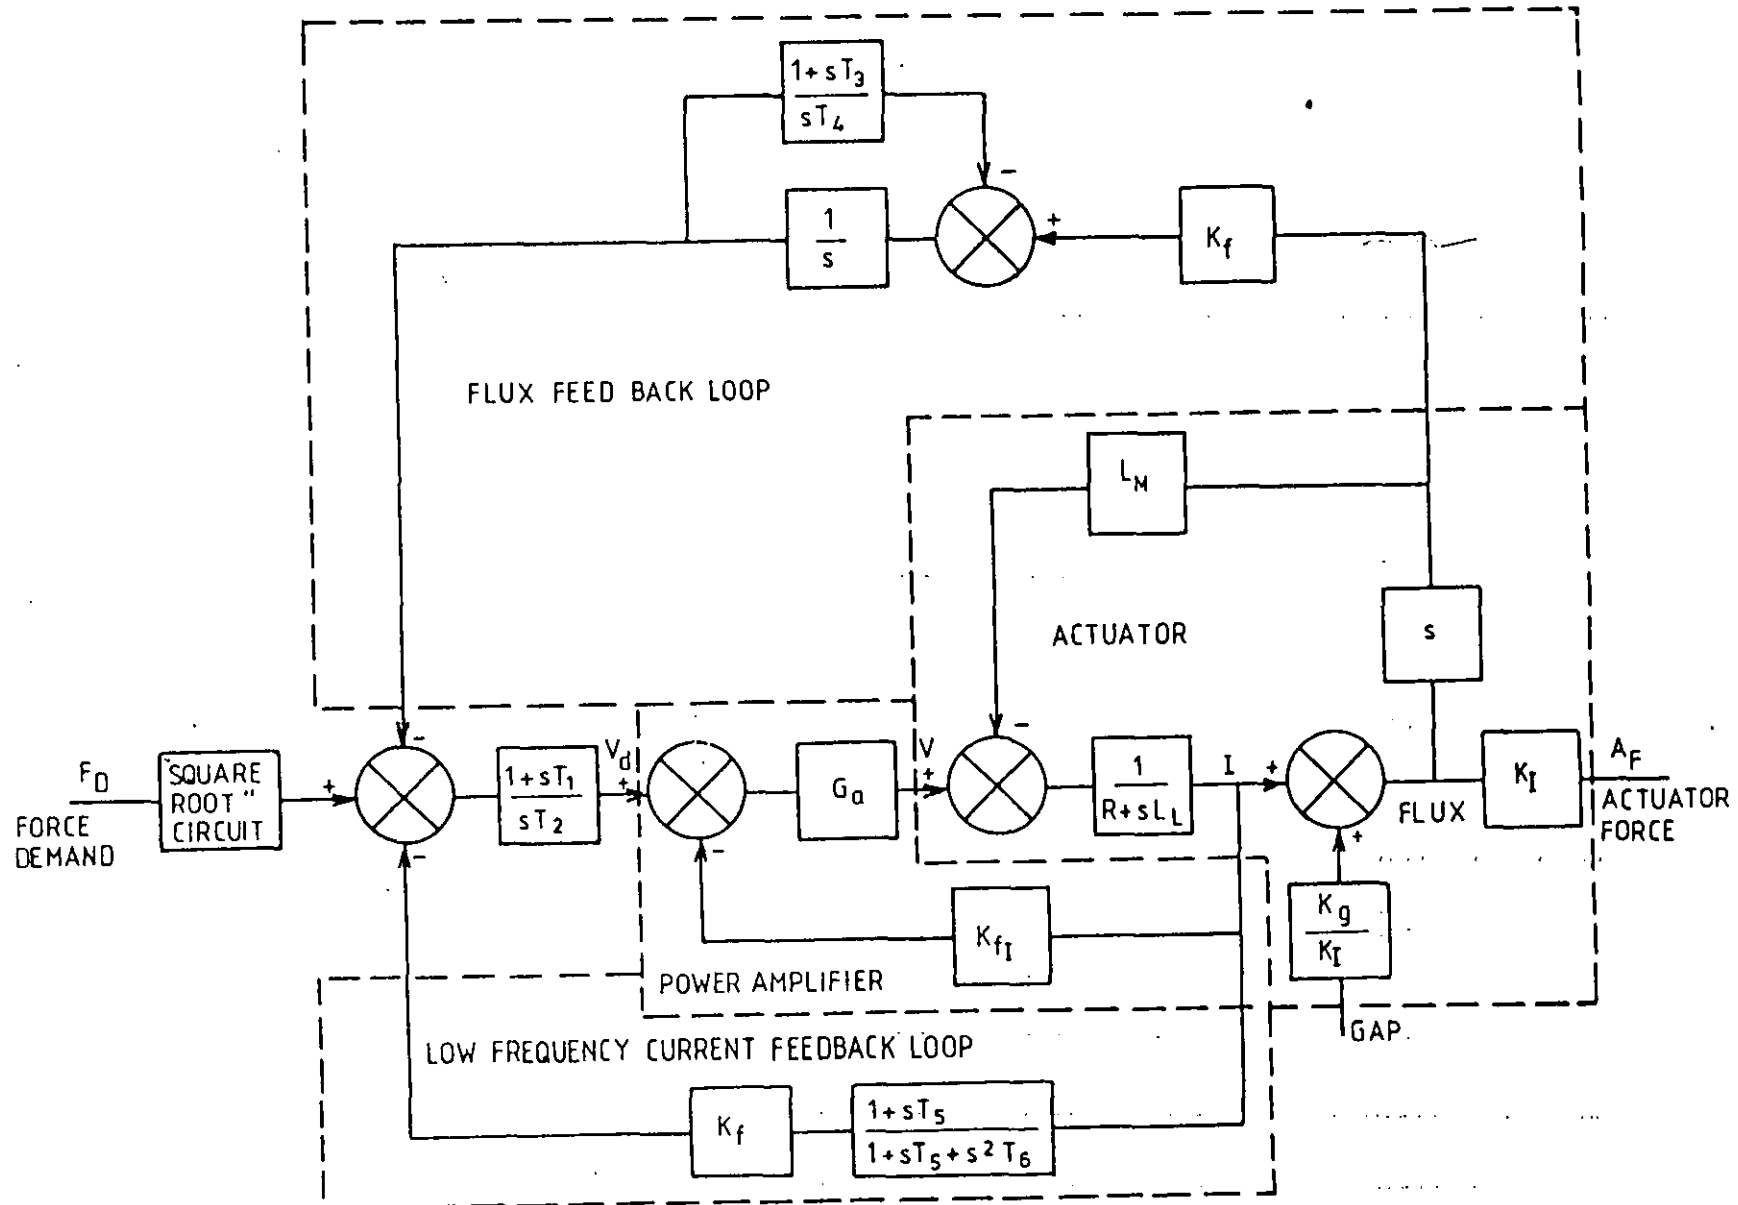 1+sT3
sT4
-
1
s
+
Kf
FLUX FEED BACK LOOP
LM
ACTUATOR
s
FD
FORCE
DEMAND
SQUARE
ROOT"
CIRCUIT
+
-
-
1+sT1
sT2
Vd
+
-
Ga
V
+
-
1
R+sLL
I
+
FLUX
+
KI
AF
ACTUATOR
FORCE
Kg
KI
GAP
KfI
POWER AMPLIFIER
LOW FREQUENCY CURRENT FEEDBACK LOOP
Kf
1+sT5
1+sT5+s²T6